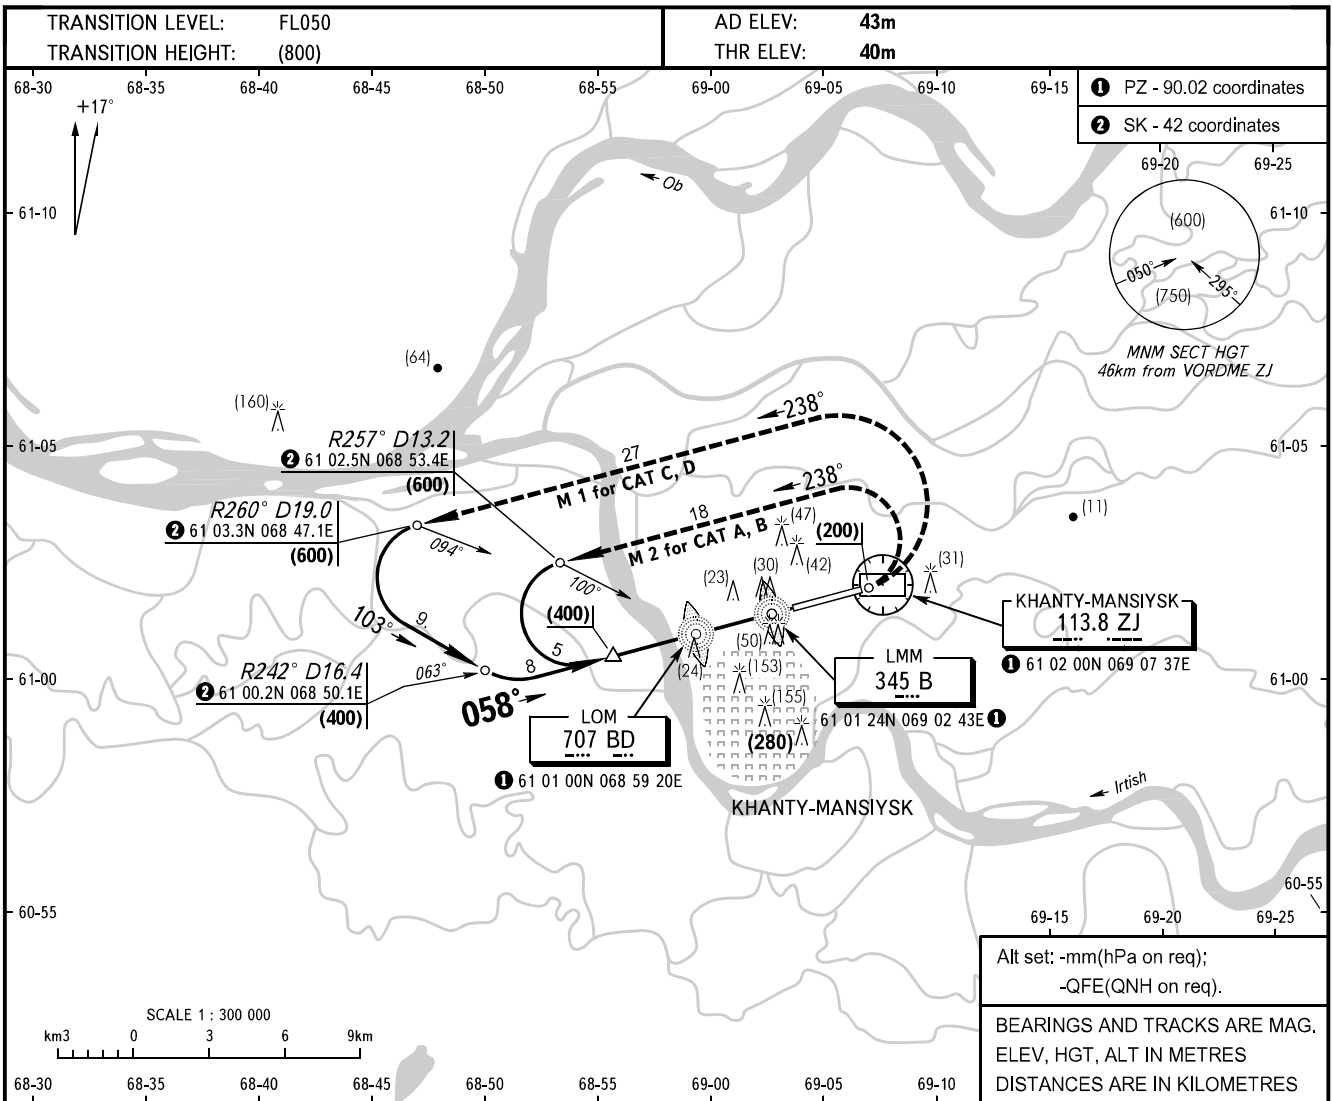 TRANSITION LEVEL: FL050
TRANSITION HEIGHT: (800)
AD ELEV: 43m
THR ELEV: 40m
68-30 68-35 68-40 68-45 68-50 68-55 69-00 69-05 69-10 69-15
❶ PZ - 90.02 coordinates
❷ SK - 42 coordinates
+17°
69-20 69-25
Ob
61-10
61-10
(600)
050°
295°
(750)
MNM SECT HGT
46km from VORDME ZJ
(64)
(160)
238°
27
M 1 for CAT C, D
R257° D13.2
❷ 61 02.5N 068 53.4E
(600)
61-05
61-05
238°
18
M 2 for CAT A, B
R260° D19.0
❷ 61 03.3N 068 47.1E
(600)
094°
100°
(47)
(42)
(200)
(11)
(31)
(23)
(30)
(400)
103°
9
5
8
063°
058°
R242° D16.4
❷ 61 00.2N 068 50.1E
(400)
KHANTY-MANSIYSK
113.8 ZJ
❶ 61 02 00N 069 07 37E
(50)
(24)
(153)
(155)
(280)
LMM
345 B
61 01 24N 069 02 43E ❶
61-00
61-00
LOM
707 BD
❶ 61 01 00N 068 59 20E
KHANTY-MANSIYSK
Irtish
60-55
60-55
69-15 69-20 69-25
Alt set: -mm(hPa on req);
-QFE(QNH on req).
BEARINGS AND TRACKS ARE MAG.
ELEV, HGT, ALT IN METRES
DISTANCES ARE IN KILOMETRES
SCALE 1 : 300 000
km3 0 3 6 9km
68-30 68-35 68-40 68-45 68-50 68-55 69-00 69-05 69-10